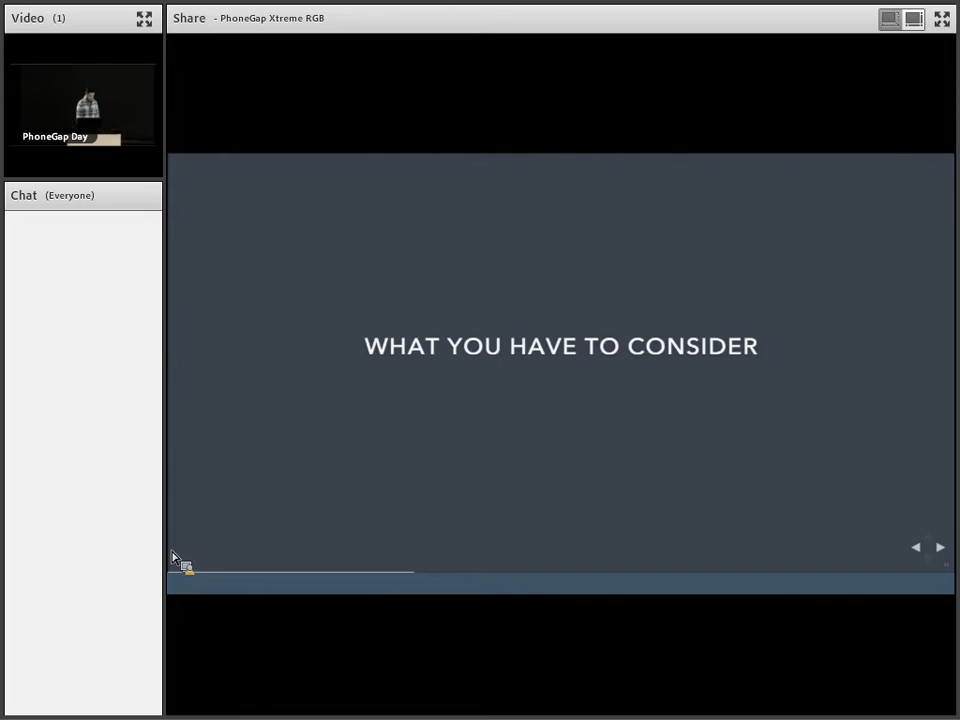 Video (1)
PhoneGap Day
Chat (Everyone)
Share - PhoneGap Xtreme RGB
WHAT YOU HAVE TO CONSIDER